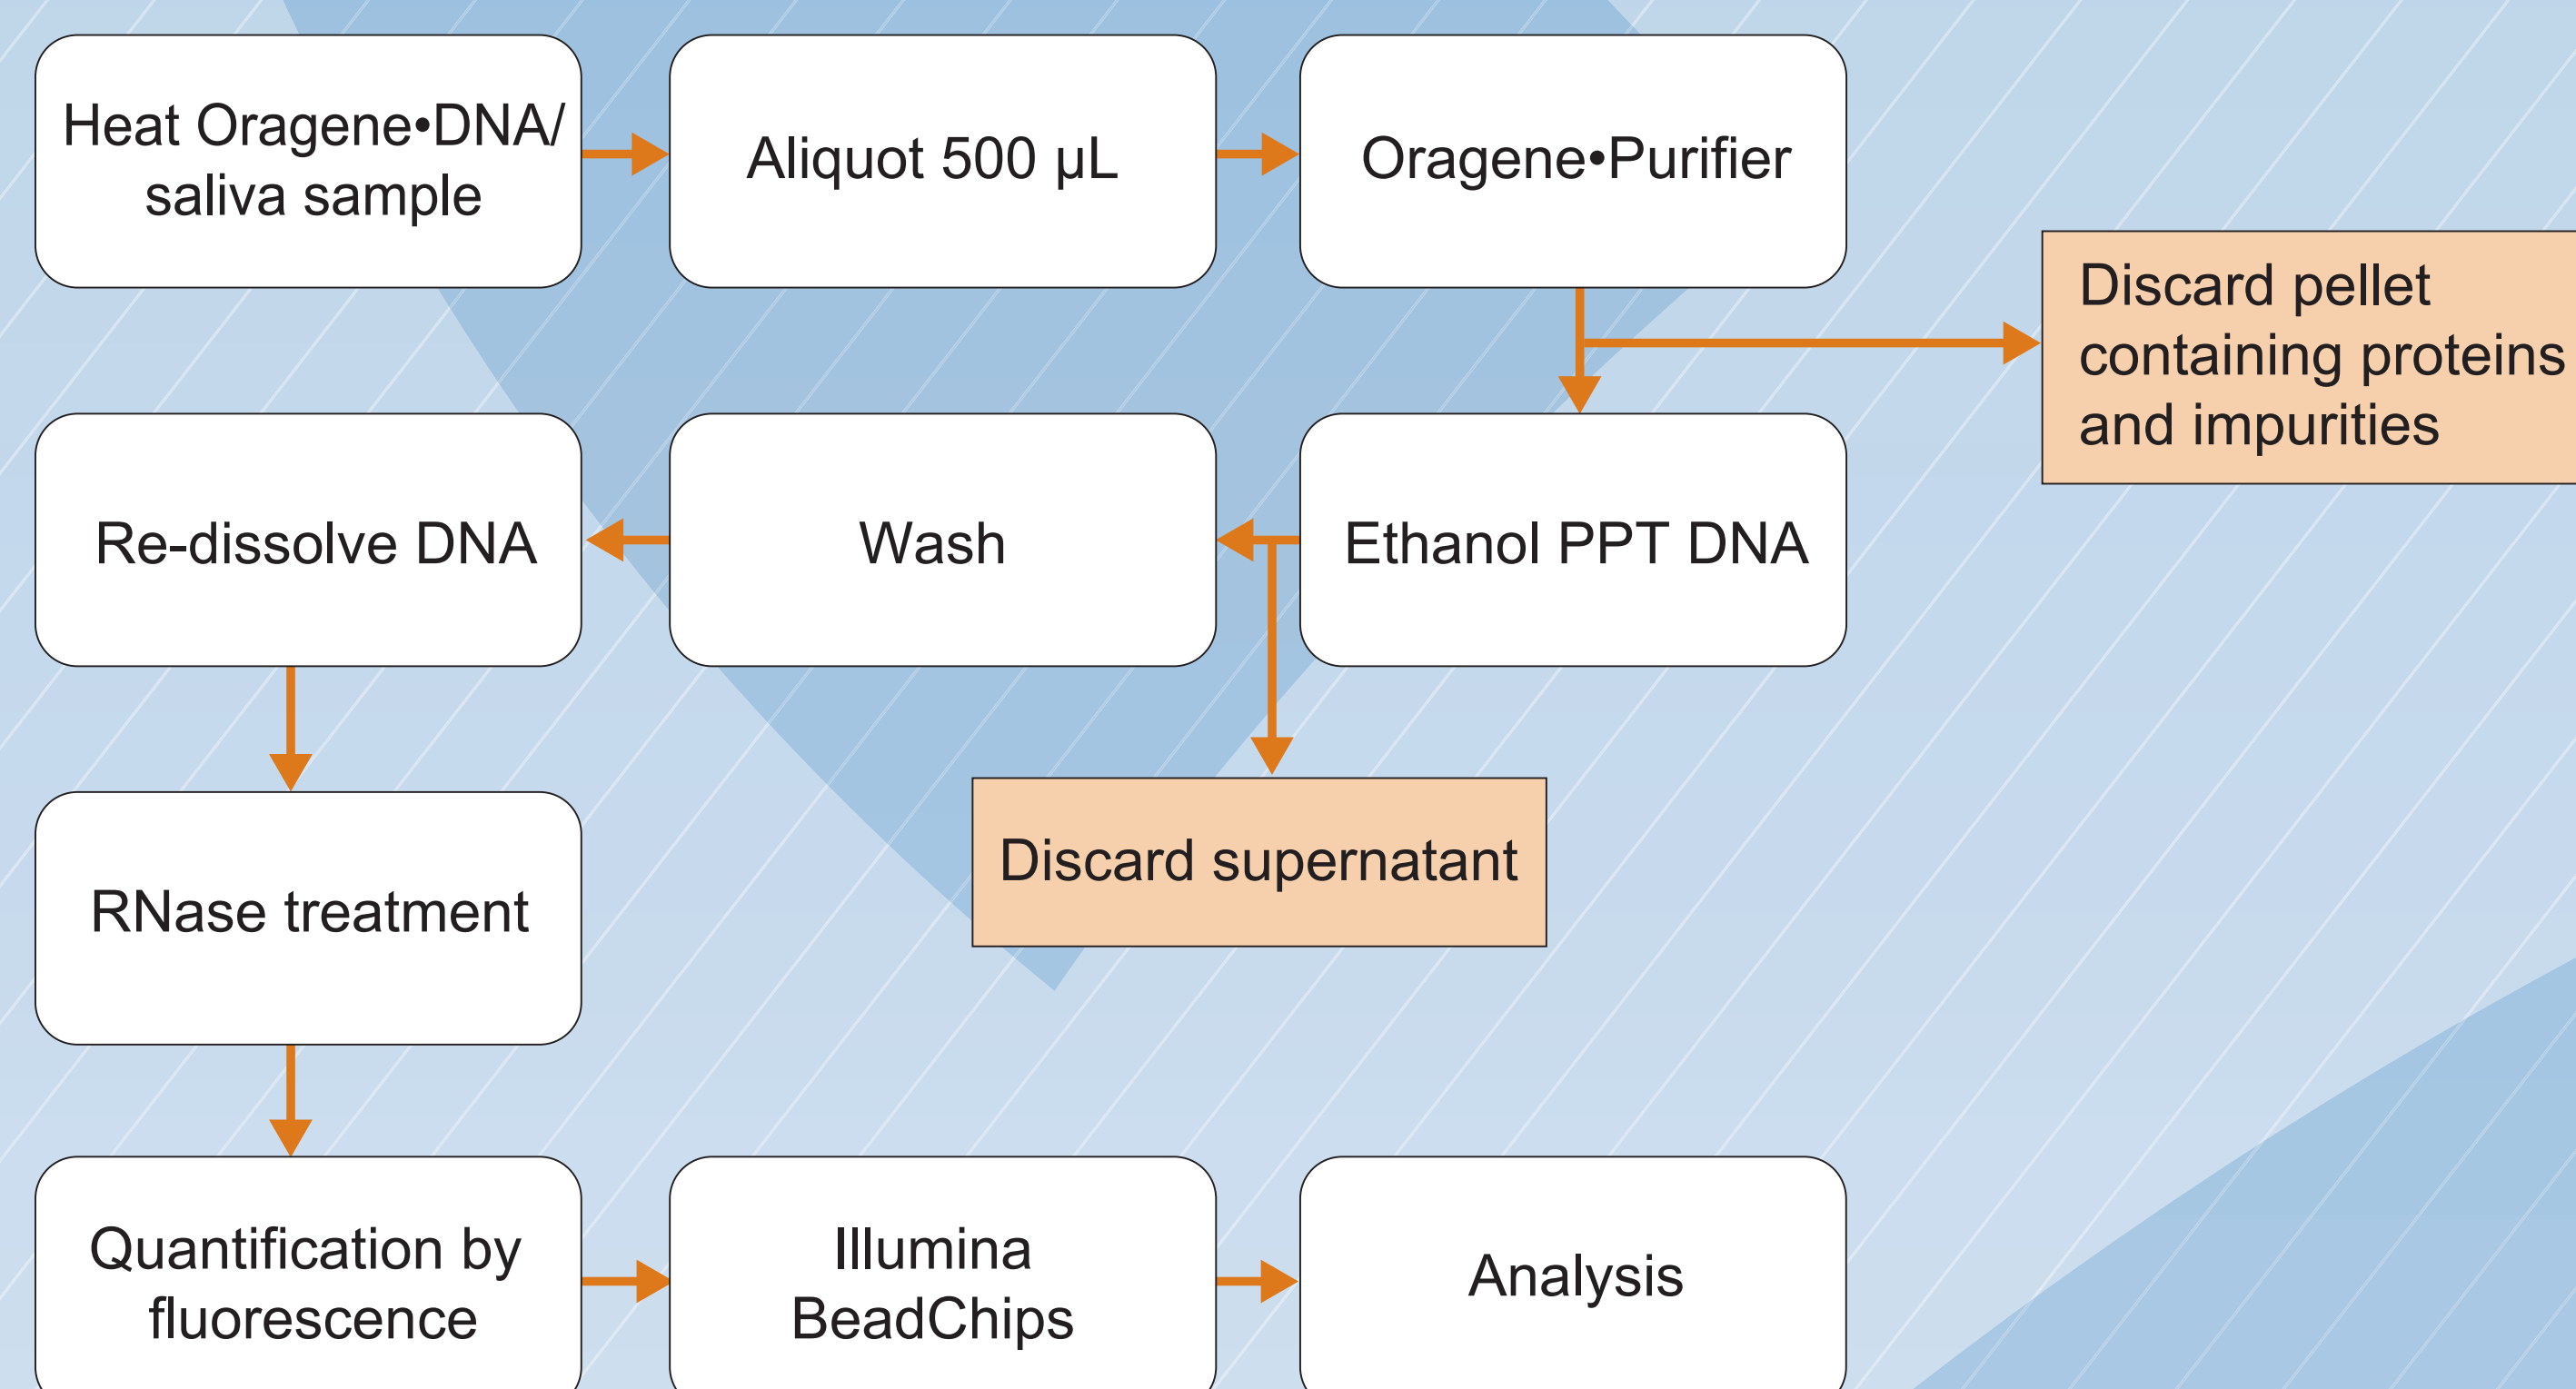 Heat Oragene•DNA/
saliva sample
Aliquot 500 µL
Oragene•Purifier
Discard pellet
containing proteins
and impurities
Ethanol PPT DNA
Wash
Re-dissolve DNA
Discard supernatant
RNase treatment
Quantification by
fluorescence
Illumina
BeadChips
Analysis